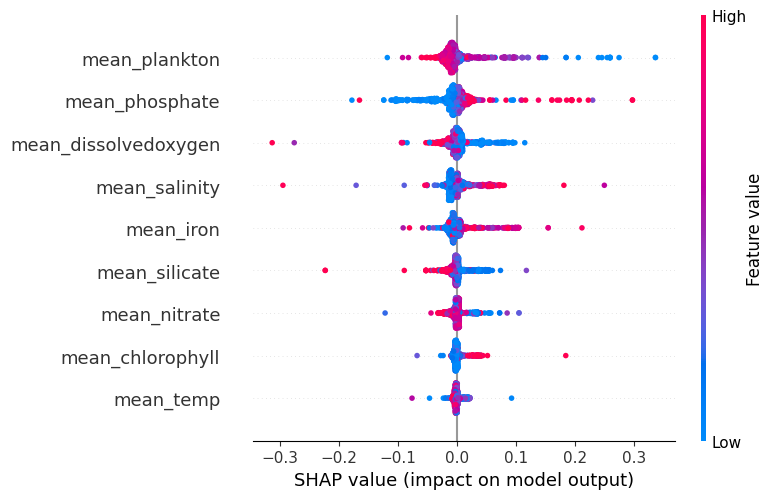 High
mean_plankton
mean_phosphate
mean_dissolvedoxygen
mean_salinity
mean_iron
mean_silicate
mean_nitrate
mean_chlorophyll
mean_temp
Feature value
Low
−0.3 −0.2 −0.1 0.0 0.1 0.2 0.3
SHAP value (impact on model output)